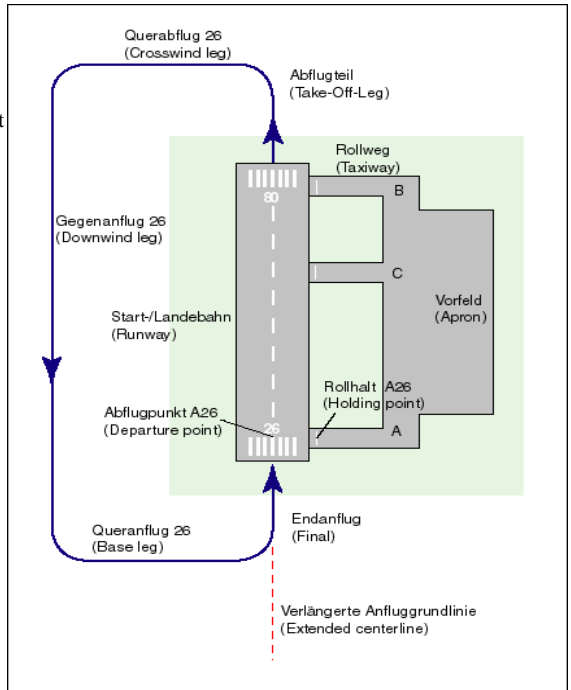 Querabflug 26
(Crosswind leg)
Abflugteil
(Take-Off-Leg)
t
Rollweg
(Taxiway)
B
80
Gegenanflug 26
(Downwind leg)
C
Vorfeld
(Apron)
Start-/Landebahn
(Runway)
Rollhalt A26
(Holding point)
Abflugpunkt A26
(Departure point)
26
A
Queranflug 26
(Base leg)
Endanflug
(Final)
Verlängerte Anfluggrundlinie
(Extended centerline)